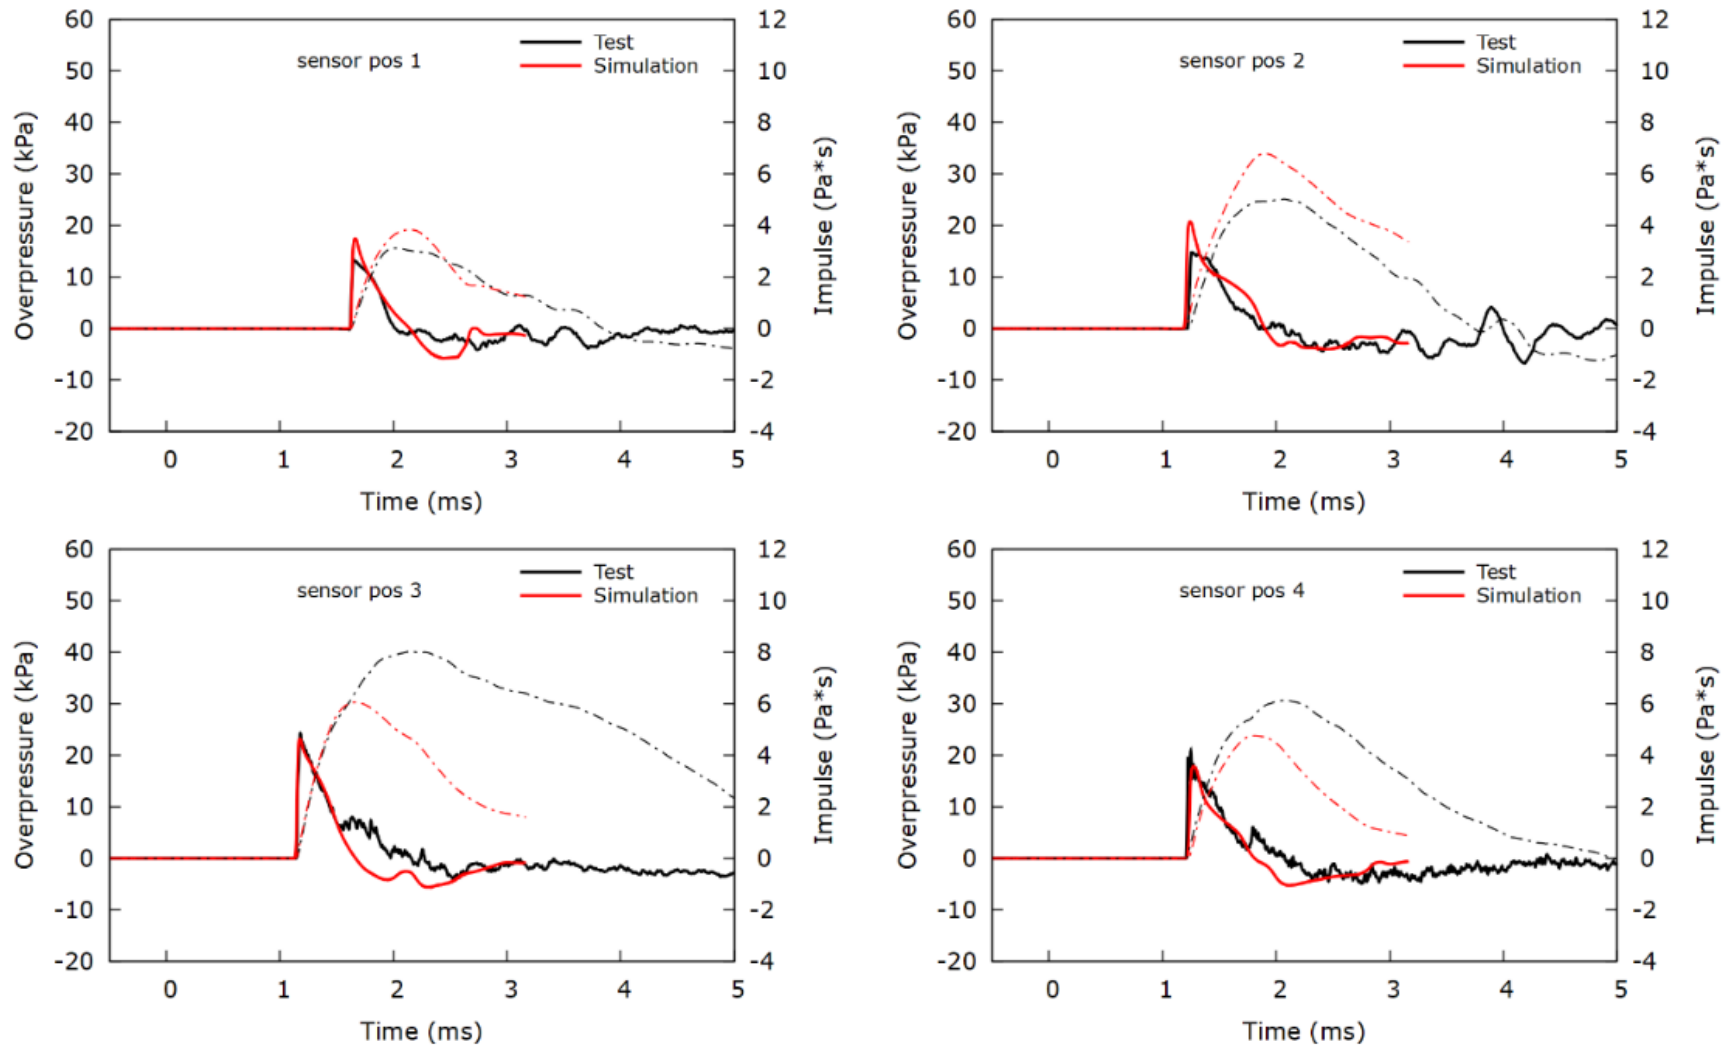 60
50
40
30
20
10
0
-10
-20
Overpressure (kPa)
sensor pos 1
Test
Simulation
12
10
8
6
4
2
0
-2
-4
Impulse (Pa*s)
0 1 2 3 4 5
Time (ms)
60
50
40
30
20
10
0
-10
-20
Overpressure (kPa)
sensor pos 2
Test
Simulation
12
10
8
6
4
2
0
-2
-4
Impulse (Pa*s)
0 1 2 3 4 5
Time (ms)
60
50
40
30
20
10
0
-10
-20
Overpressure (kPa)
sensor pos 3
Test
Simulation
12
10
8
6
4
2
0
-2
-4
Impulse (Pa*s)
0 1 2 3 4 5
Time (ms)
60
50
40
30
20
10
0
-10
-20
Overpressure (kPa)
sensor pos 4
Test
Simulation
12
10
8
6
4
2
0
-2
-4
Impulse (Pa*s)
0 1 2 3 4 5
Time (ms)